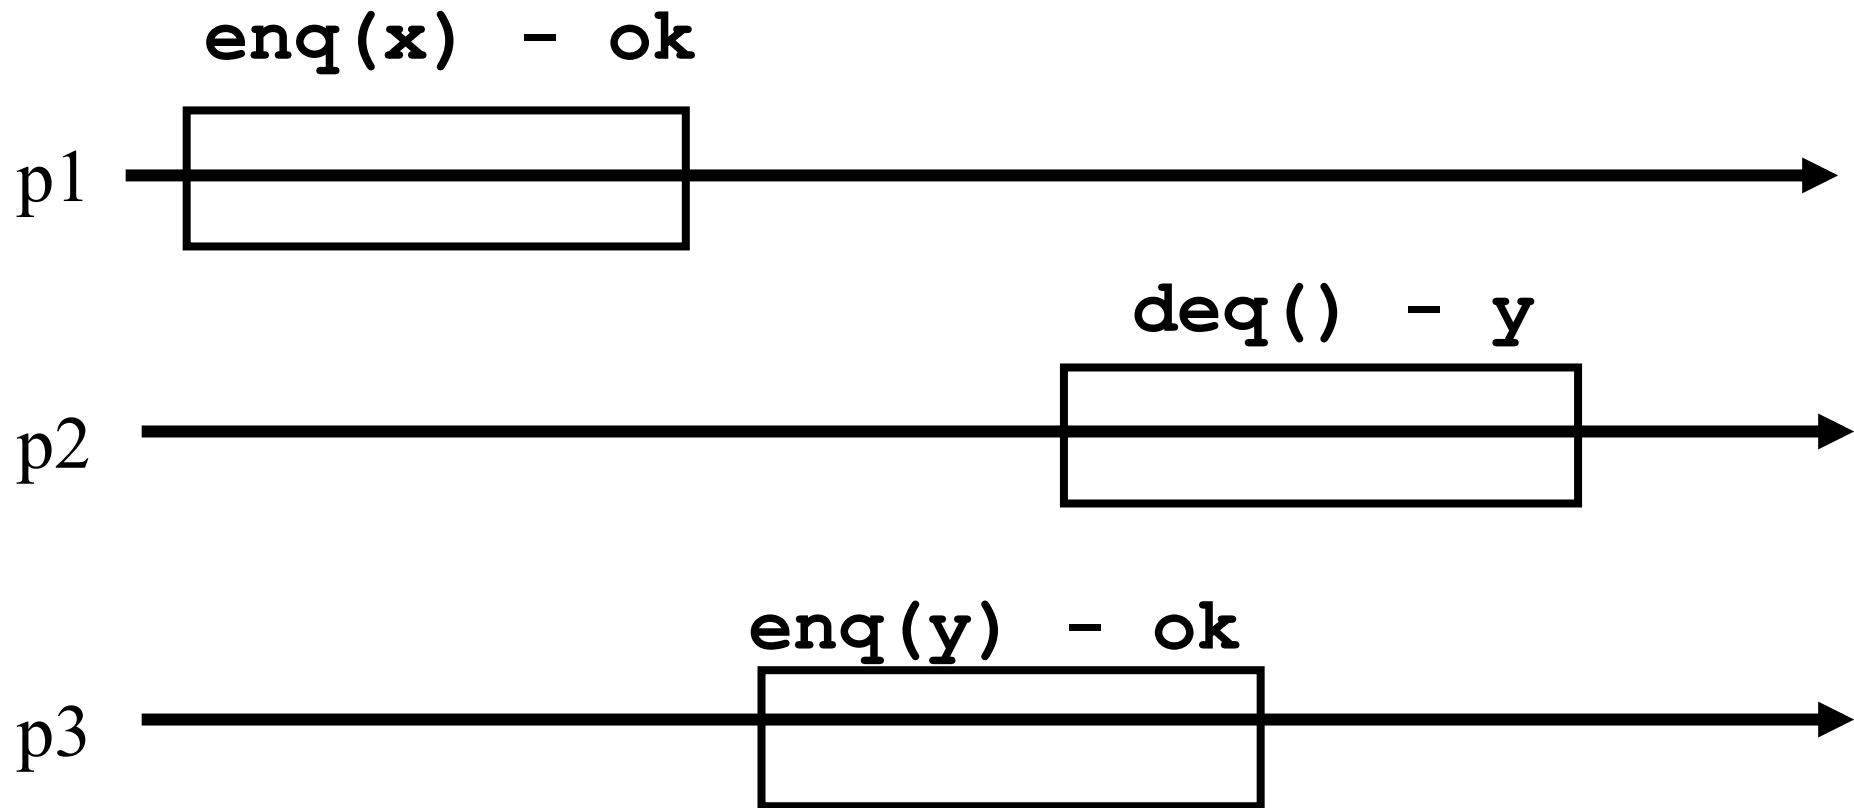 enq(x) - ok
p1
deq() - y
p2
enq(y) - ok
p3